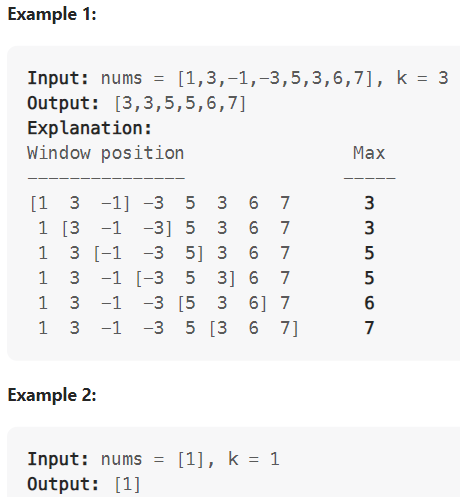 Example 1:
Input: nums = [1,3,-1,-3,5,3,6,7], k = 3
Output: [3,3,5,5,6,7]
Explanation:
Window position                Max
---------------               -----
[1  3  -1] -3  5  3  6  7       3
 1 [3  -1  -3] 5  3  6  7       3
 1  3 [-1  -3  5] 3  6  7       5
 1  3  -1 [-3  5  3] 6  7       5
 1  3  -1  -3 [5  3  6] 7       6
 1  3  -1  -3  5 [3  6  7]      7
Example 2:
Input: nums = [1], k = 1
Output: [1]